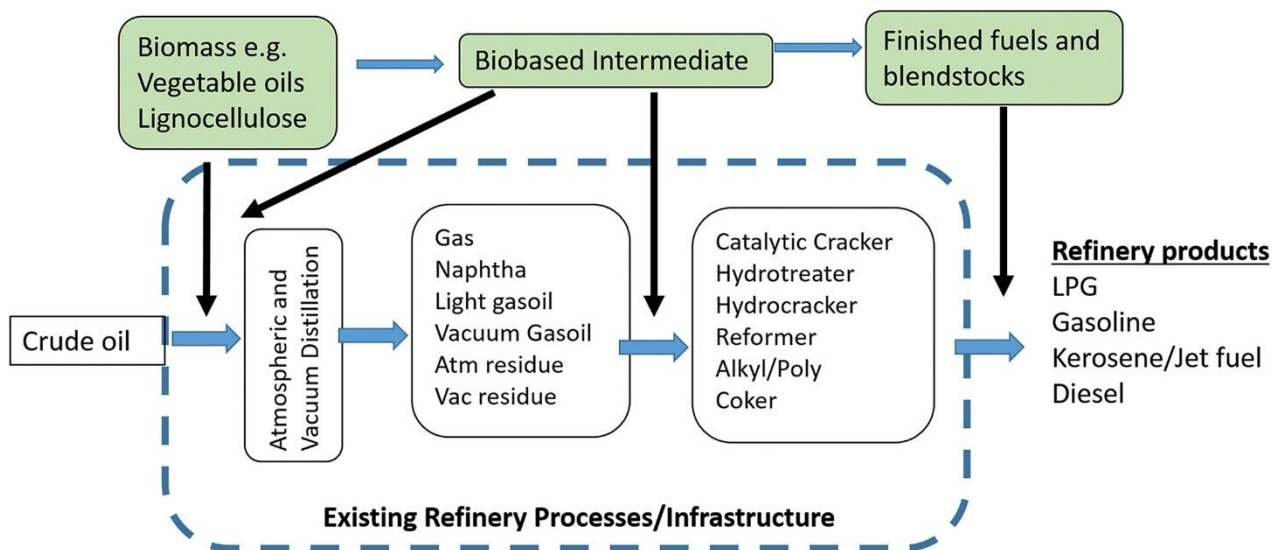 Biomass e.g.
Vegetable oils
Lignocellulose
Biobased Intermediate
Finished fuels and
blendstocks
Crude oil
Atmospheric and
Vacuum Distillation
Gas
Naphtha
Light gasoil
Vacuum Gasoil
Atm residue
Vac residue
Catalytic Cracker
Hydrotreater
Hydrocracker
Reformer
Alkyl/Poly
Coker
Refinery products
LPG
Gasoline
Kerosene/Jet fuel
Diesel
Existing Refinery Processes/Infrastructure